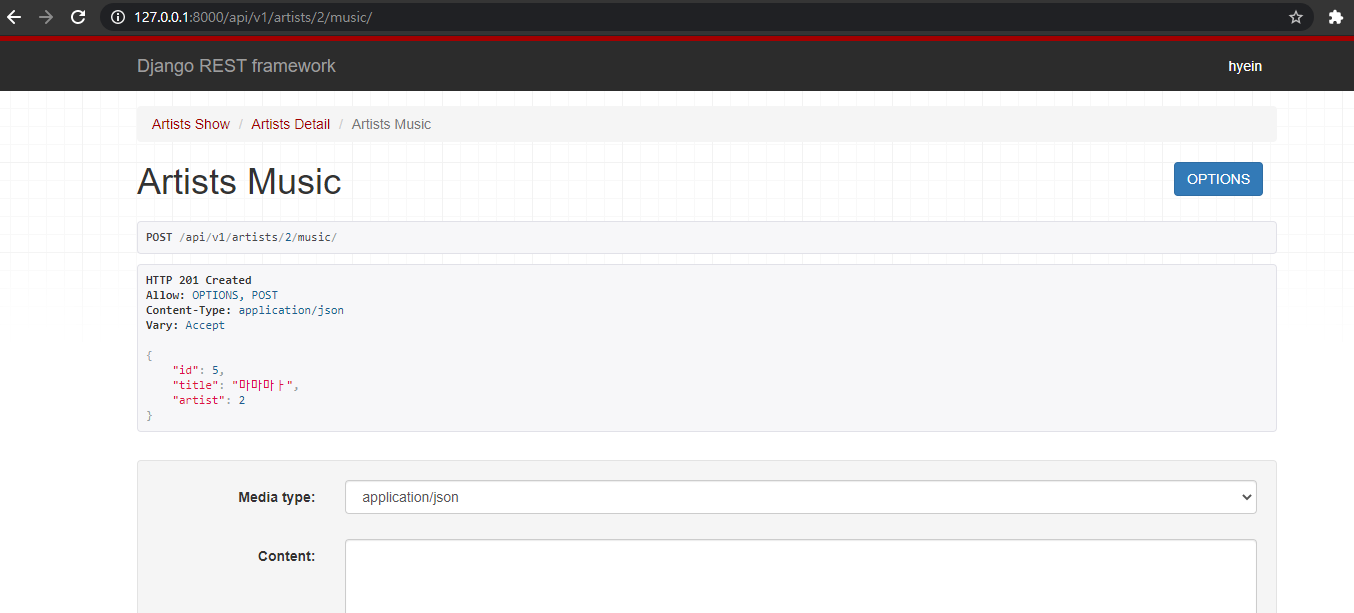 127.0.0.1:8000/api/v1/artists/2/music/
Django REST framework
hyein
Artists Show / Artists Detail / Artists Music
Artists Music
OPTIONS
POST /api/v1/artists/2/music/
HTTP 201 Created
Allow: OPTIONS, POST
Content-Type: application/json
Vary: Accept
{
"id": 5,
"title": "마마마ㅏ",
"artist": 2
}
Media type:
application/json
Content: